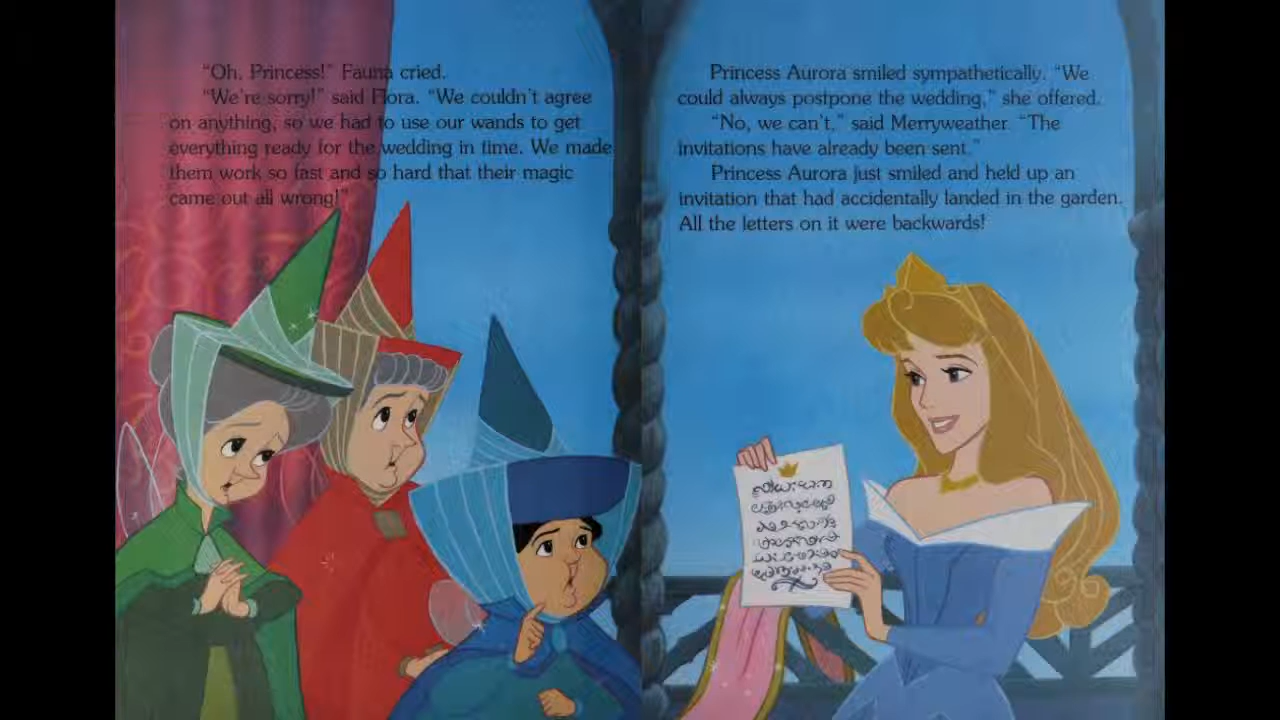 "Oh, Princess!" Fauna cried.
"We're sorry!" said Flora. "We couldn't agree
on anything, so we had to use our wands to get
everything ready for the wedding in time. We made
them work so fast and so hard that their magic
came out all wrong!"
Princess Aurora smiled sympathetically. "We
could always postpone the wedding," she offered.
"No, we can't," said Merryweather. "The
invitations have already been sent."
Princess Aurora just smiled and held up an
invitation that had accidentally landed in the garden.
All the letters on it were backwards!